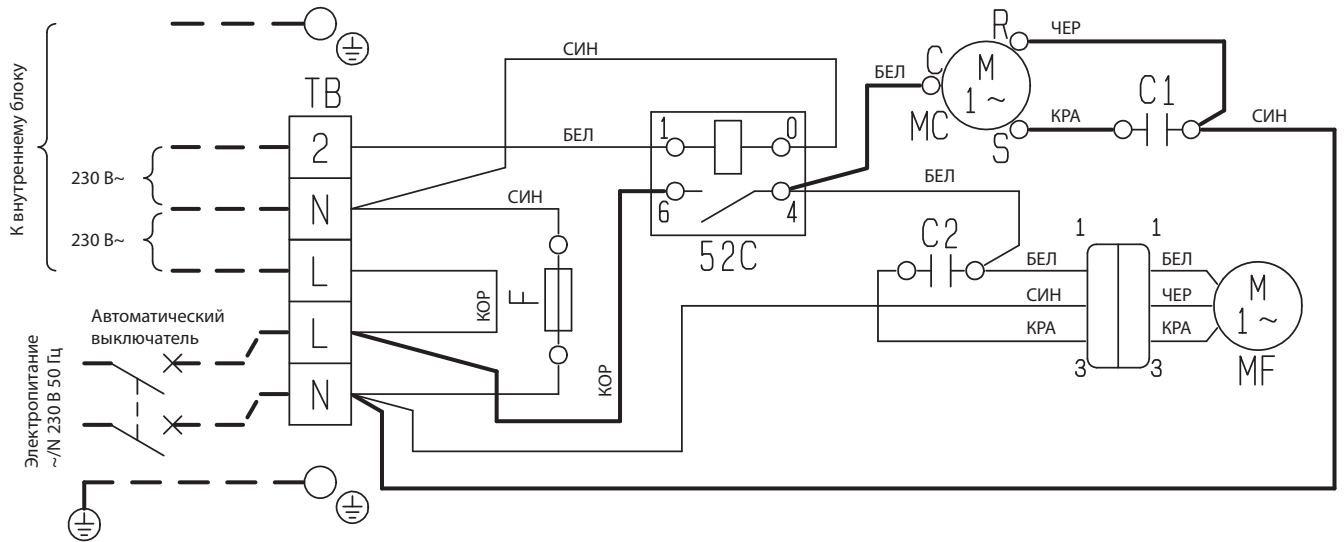 К внутреннему блоку
230 В~
230 В~
Автоматический
выключатель
Электропитание
~/N 230 В 50 Гц
TB
2
N
L
L
N
СИН
БЕЛ
СИН
КОР
F
КОР
1
0
6
4
52C
БЕЛ
C
R
S
M
1 ~
MC
ЧЕР
КРА
C1
СИН
БЕЛ
C2
БЕЛ
СИН
КРА
1
1
3
3
БЕЛ
ЧЕР
КРА
M
1 ~
MF